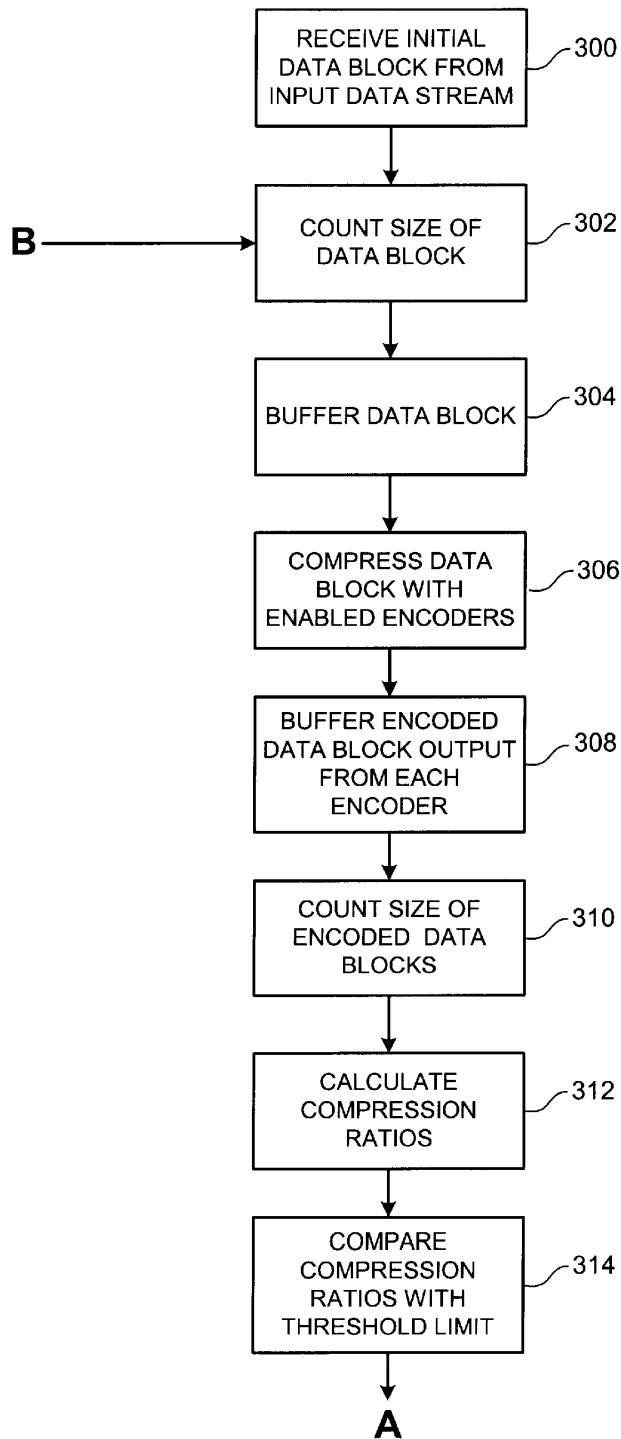 RECEIVE INITIAL
DATA BLOCK FROM
INPUT DATA STREAM
300
B
COUNT SIZE OF
DATA BLOCK
302
BUFFER DATA BLOCK
304
COMPRESS DATA
BLOCK WITH
ENABLED ENCODERS
306
BUFFER ENCODED
DATA BLOCK OUTPUT
FROM EACH
ENCODER
308
COUNT SIZE OF
ENCODED DATA
BLOCKS
310
CALCULATE
COMPRESSION
RATIOS
312
COMPARE
COMPRESSION
RATIOS WITH
THRESHOLD LIMIT
314
A